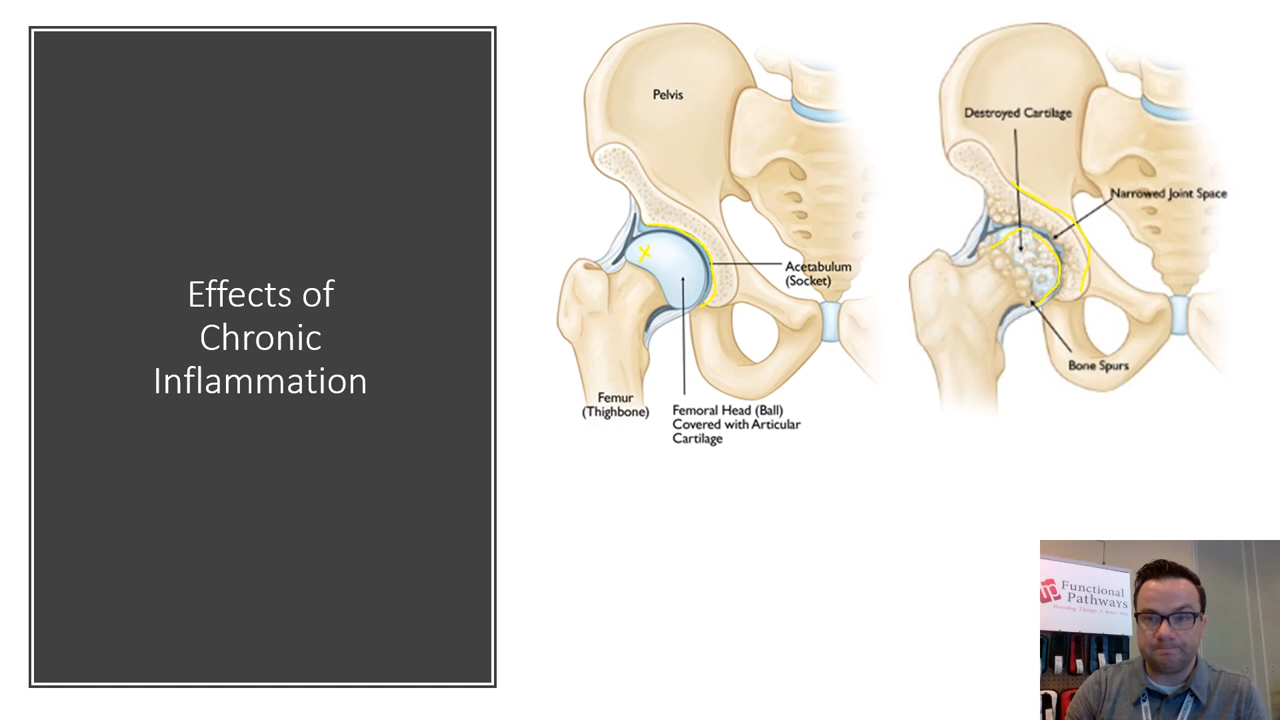 Effects of
Chronic
Inflammation
Pelvis
Acetabulum
(Socket)
Femur
(Thighbone)
Femoral Head (Ball)
Covered with Articular
Cartilage
Destroyed Cartilage
Narrowed Joint Space
Bone Spurs
Functional
Pathways